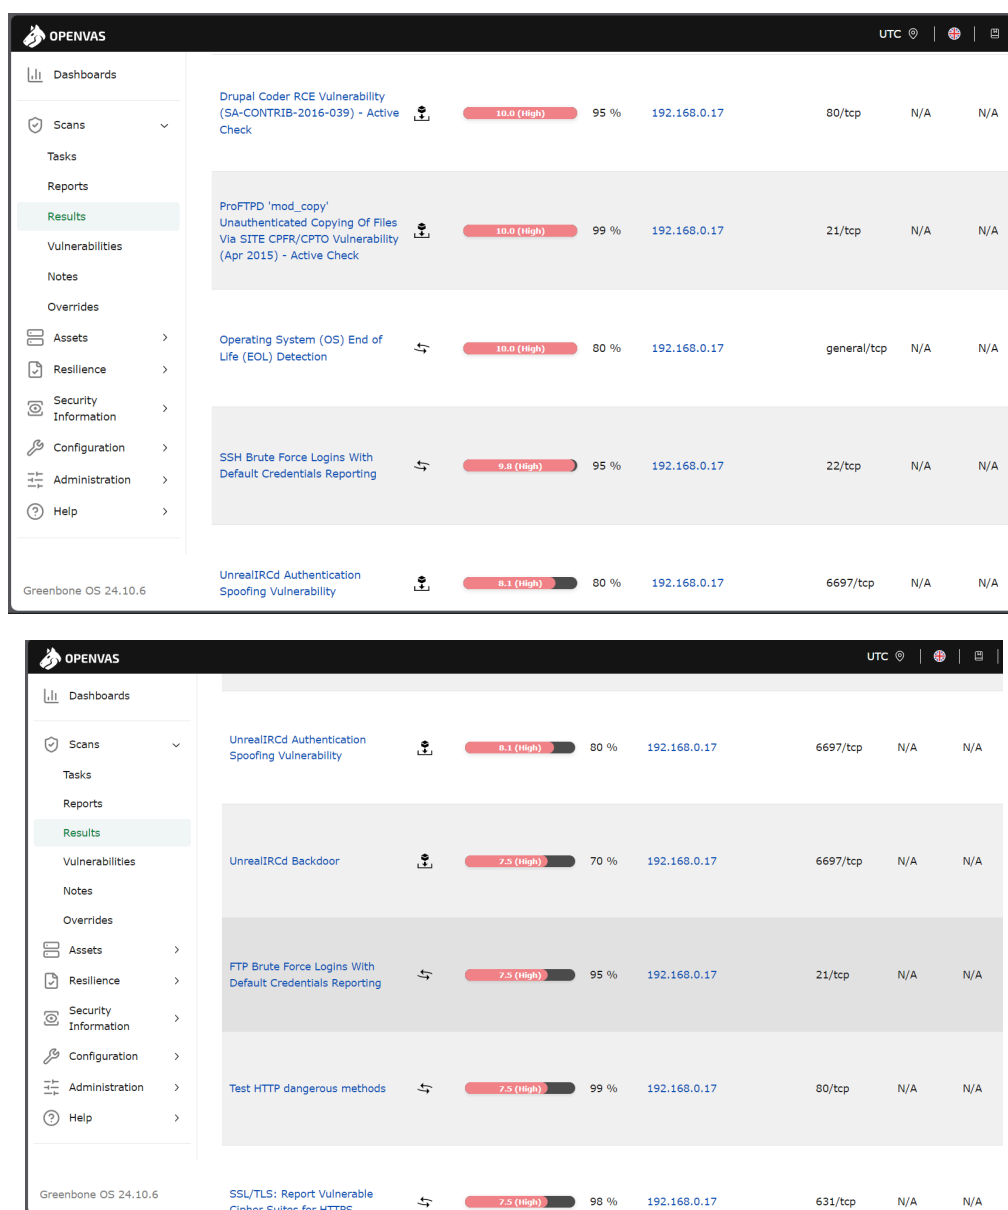 OPENVAS
UTC
Dashboards
Scans
Tasks
Reports
Results
Vulnerabilities
Notes
Overrides
Assets
Resilience
Security
Information
Configuration
Administration
Help
Greenbone OS 24.10.6
Drupal Coder RCE Vulnerability
(SA-CONTRIB-2016-039) - Active
Check
10.0 (High) 95 % 192.168.0.17 80/tcp N/A N/A
ProFTPD 'mod_copy'
Unauthenticated Copying Of Files
Via SITE CPFR/CPTO Vulnerability
(Apr 2015) - Active Check
10.0 (High) 99 % 192.168.0.17 21/tcp N/A N/A
Operating System (OS) End of
Life (EOL) Detection
10.0 (High) 80 % 192.168.0.17 general/tcp N/A N/A
SSH Brute Force Logins With
Default Credentials Reporting
9.8 (High) 95 % 192.168.0.17 22/tcp N/A N/A
UnrealIRCd Authentication
Spoofing Vulnerability
8.1 (High) 80 % 192.168.0.17 6697/tcp N/A N/A
OPENVAS
UTC
Dashboards
Scans
Tasks
Reports
Results
Vulnerabilities
Notes
Overrides
Assets
Resilience
Security
Information
Configuration
Administration
Help
Greenbone OS 24.10.6
UnrealIRCd Authentication
Spoofing Vulnerability
8.1 (High) 80 % 192.168.0.17 6697/tcp N/A N/A
UnrealIRCd Backdoor
7.5 (High) 70 % 192.168.0.17 6697/tcp N/A N/A
FTP Brute Force Logins With
Default Credentials Reporting
7.5 (High) 95 % 192.168.0.17 21/tcp N/A N/A
Test HTTP dangerous methods
7.5 (High) 99 % 192.168.0.17 80/tcp N/A N/A
SSL/TLS: Report Vulnerable
Cipher Suites for HTTPS
7.5 (High) 98 % 192.168.0.17 631/tcp N/A N/A